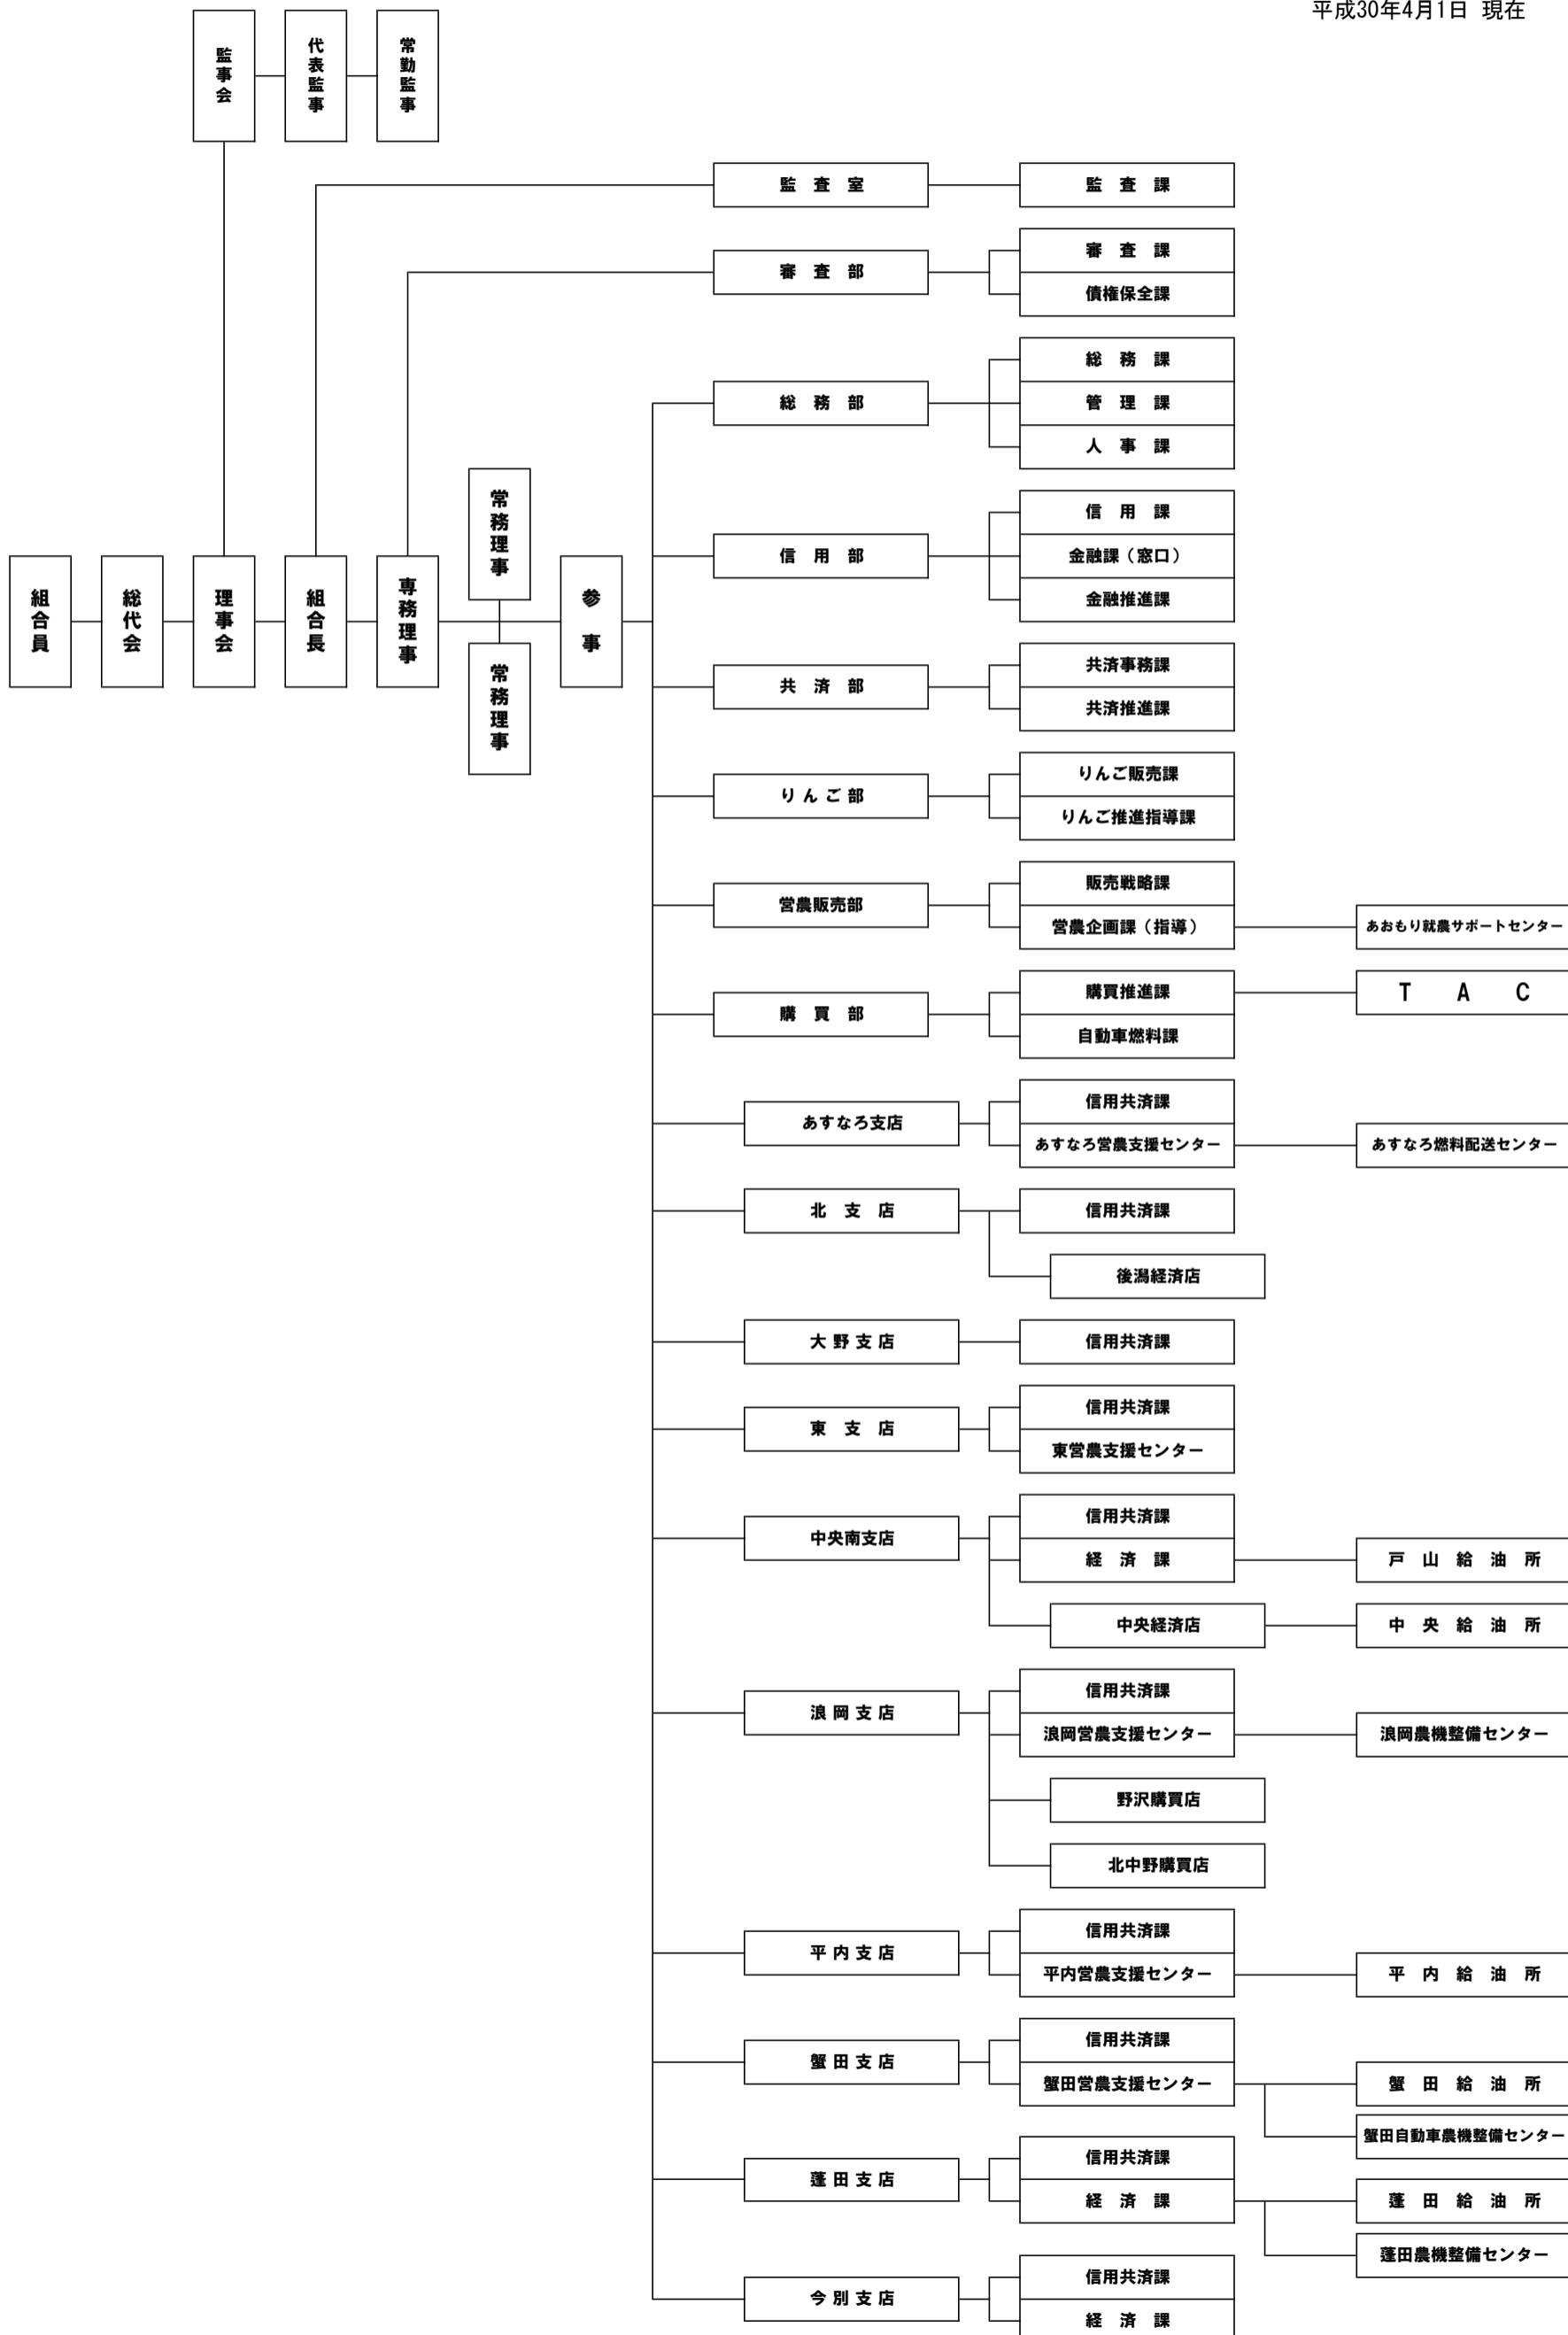 平成30年4月1日 現在
監事会
代表監事
常勤監事
監査室
監査課
審査部
審査課
債権保全課
総務部
総務課
管理課
人事課
信用部
信用課
金融課（窓口）
金融推進課
組合員
総代会
理事会
組合長
専務理事
常務理事
常務理事
参事
共済部
共済事務課
共済推進課
りんご部
りんご販売課
りんご推進指導課
営農販売部
販売戦略課
営農企画課（指導）
あおもり就農サポートセンター
購買部
購買推進課
TAC
自動車燃料課
あすなろ支店
信用共済課
あすなろ営農支援センター
あすなろ燃料配送センター
北支店
信用共済課
後潟経済店
大野支店
信用共済課
東支店
信用共済課
東営農支援センター
中央南支店
信用共済課
経済課
戸山給油所
中央経済店
中央給油所
浪岡支店
信用共済課
浪岡営農支援センター
浪岡農機整備センター
野沢購買店
北中野購買店
平内支店
信用共済課
平内営農支援センター
平内給油所
蟹田支店
信用共済課
蟹田営農支援センター
蟹田給油所
蟹田自動車農機整備センター
蓬田支店
信用共済課
経済課
蓬田給油所
蓬田農機整備センター
今別支店
信用共済課
経済課